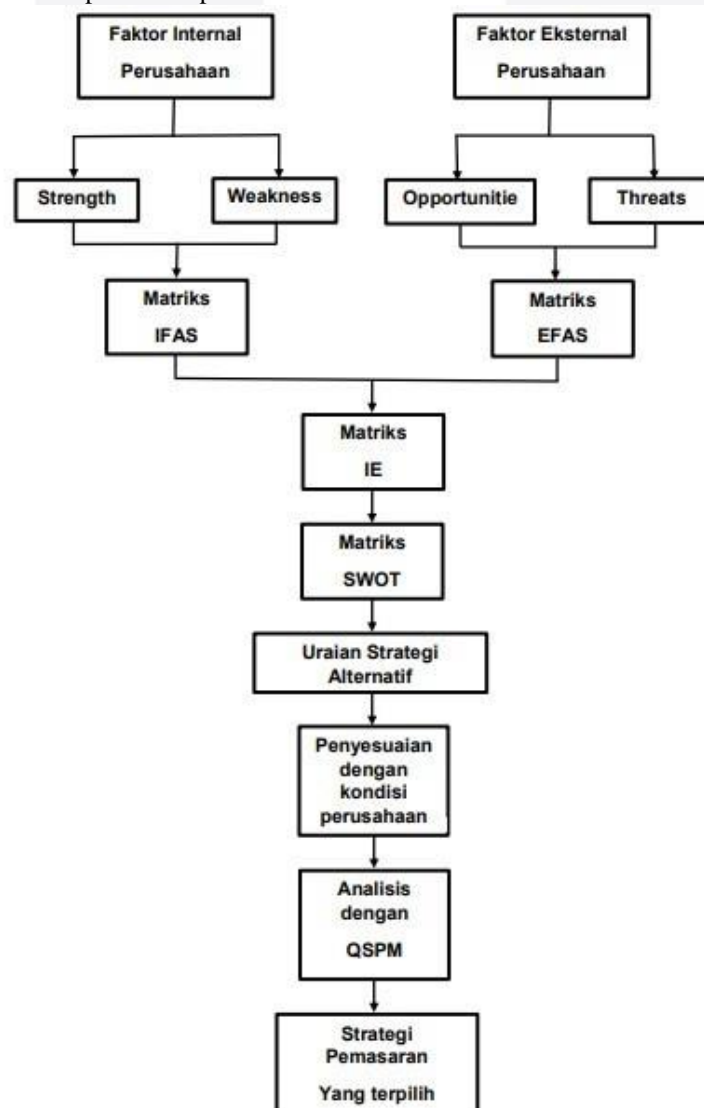 Faktor Internal
Perusahaan
Faktor Eksternal
Perusahaan
Strength
Weakness
Opportunitie
Threats
Matriks
IFAS
Matriks
EFAS
Matriks
IE
Matriks
SWOT
Uraian Strategi
Alternatif
Penyesuaian
dengan
kondisi
perusahaan
Analisis
dengan
QSPM
Strategi
Pemasaran
Yang terpilih